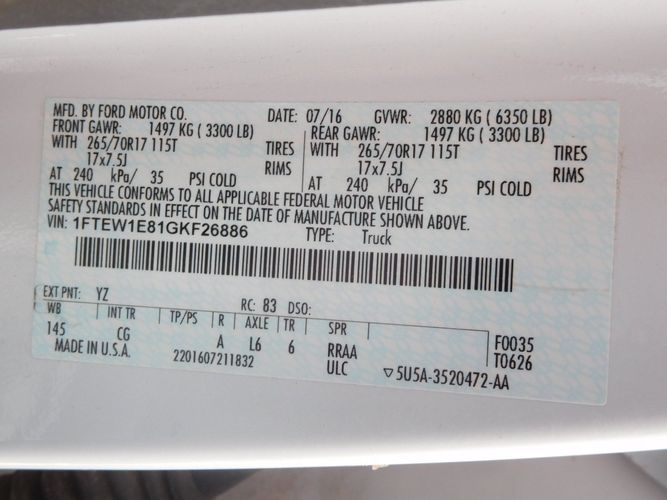 MFD. BY FORD MOTOR CO. DATE: 07/16 GVWR: 2880 KG ( 6350 LB)
FRONT GAWR: 1497 KG ( 3300 LB) REAR GAWR: 1497 KG ( 3300 LB)
WITH 265/70R17 115T TIRES WITH 265/70R17 115T TIRES
17x7.5J RIMS 17x7.5J RIMS
AT 240 kPa/ 35 PSI COLD AT 240 kPa/ 35 PSI COLD
THIS VEHICLE CONFORMS TO ALL APPLICABLE FEDERAL MOTOR VEHICLE
SAFETY STANDARDS IN EFFECT ON THE DATE OF MANUFACTURE SHOWN ABOVE.
VIN: 1FTEW1E81GKF26886 TYPE: Truck
EXT PNT: YZ RC: 83 DSO:
WB INT TR TP/PS R AXLE TR SPR
145 CG A L6 6 RRAA F0035
MADE IN U.S.A. 2201607211832 ULC T0626
▽5U5A-3520472-AA